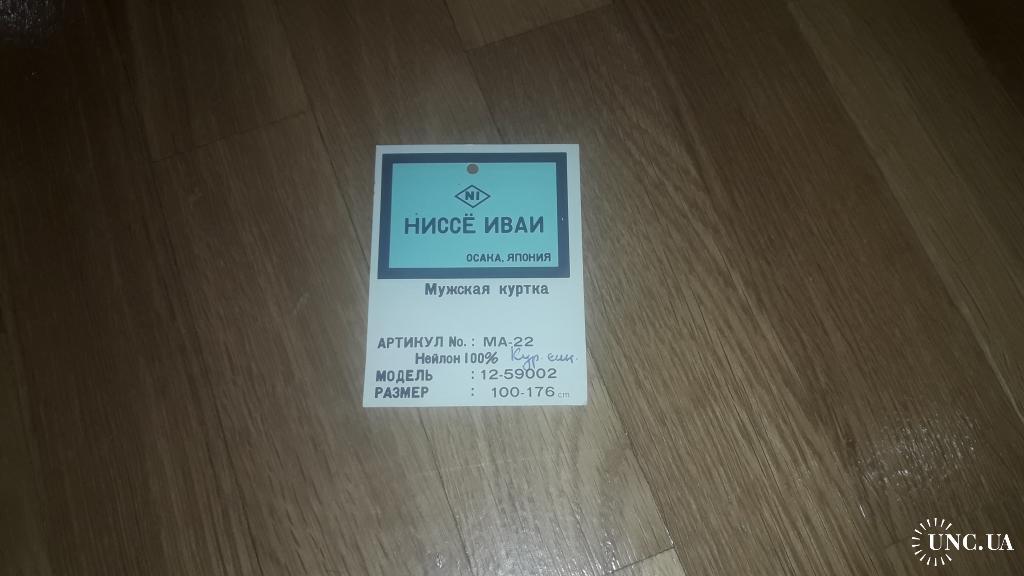 NI
НИССЁ ИВАИ
ОСАКА, ЯПОНИЯ
Мужская куртка
АРТИКУЛ No. : МА-22
Нейлон 100% Кур.
МОДЕЛЬ : 12-59002
РАЗМЕР : 100-176 cm
UNC.UA